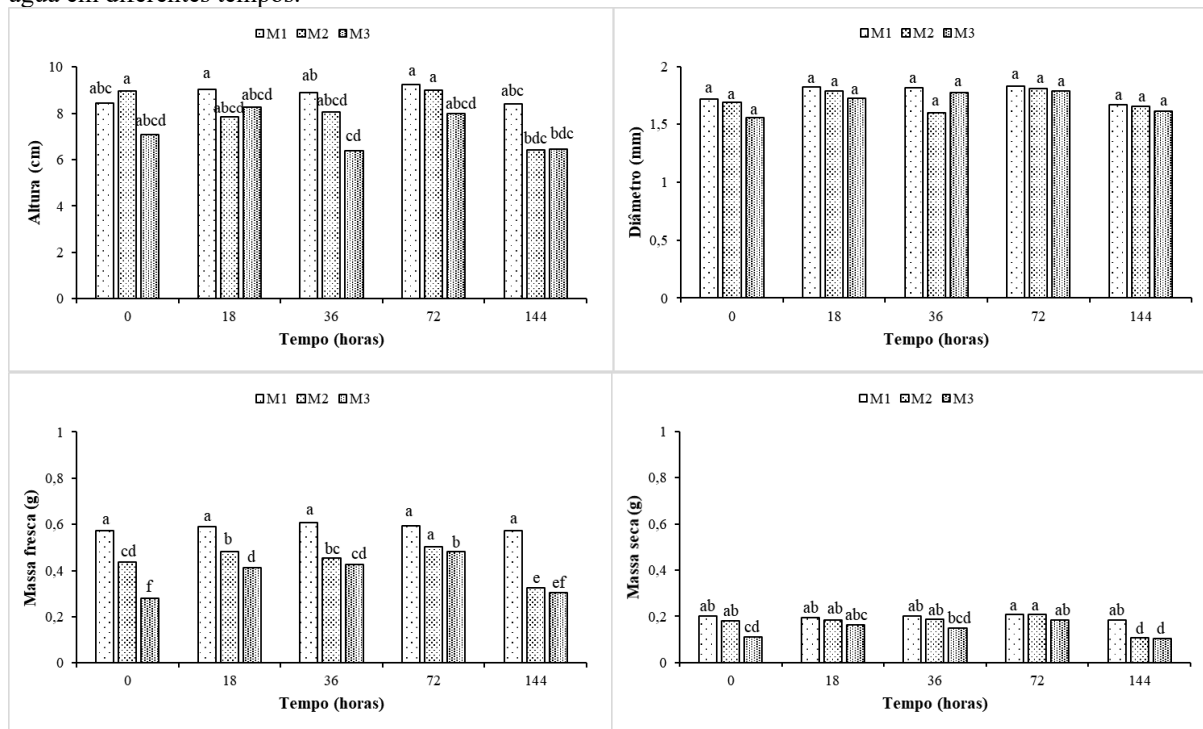 água em diferentes tempos.
M1 M2 M3
Altura (cm)
10
8
6
4
2
0
abc a abcd
a abcd abcd
ab abcd cd
a a abcd
abc bdc bdc
0 18 36 72 144
Tempo (horas)
M1 M2 M3
Diâmetro (mm)
2
1,5
1
0,5
0
a a a
a a a
a a a
a a a
a a a
0 18 36 72 144
Tempo (horas)
M1 M2 M3
Massa fresca (g)
1
0,8
0,6
0,4
0,2
0
a cd f
a b d
a bc cd
a a b
a e ef
0 18 36 72 144
Tempo (horas)
M1 M2 M3
Massa seca (g)
1
0,8
0,6
0,4
0,2
0
ab ab cd
ab ab abc
ab ab bcd
a a ab
ab d d
0 18 36 72 144
Tempo (horas)